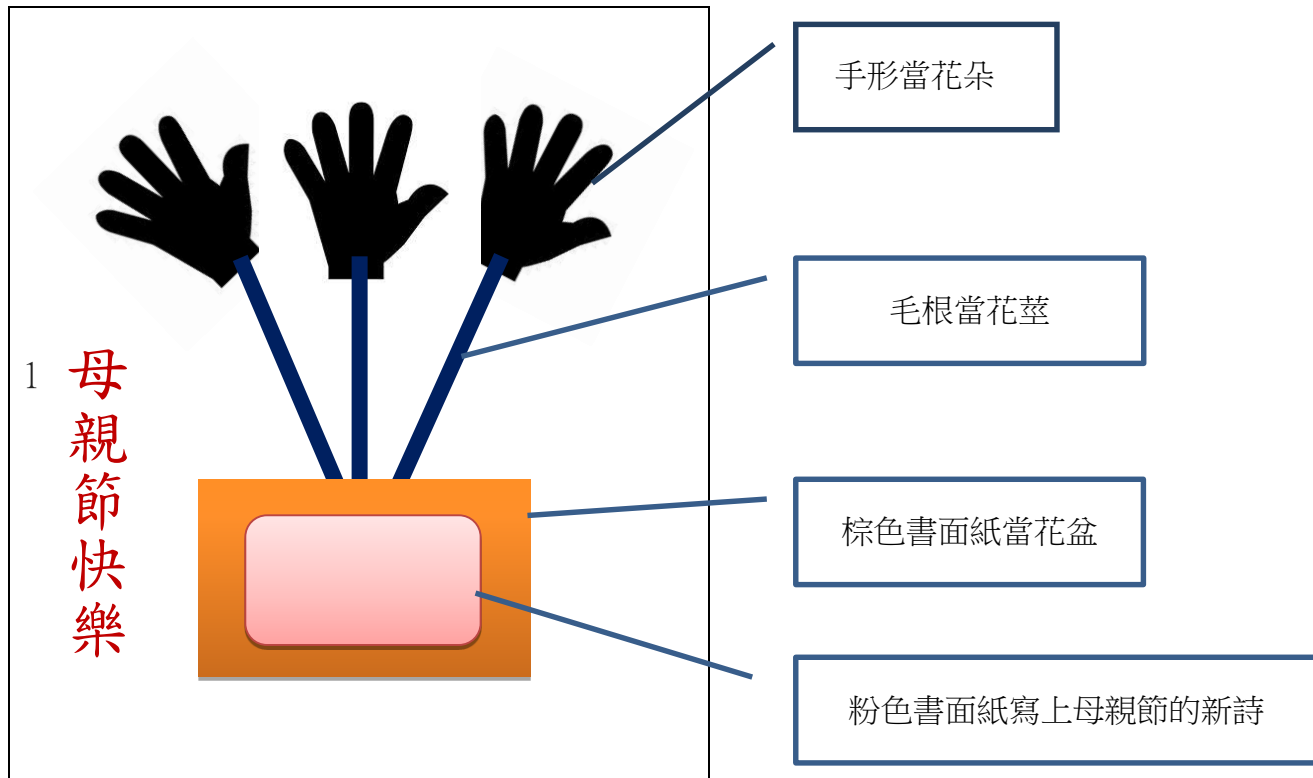 手形當花朵
毛根當花莖
1
母親節快樂
棕色書面紙當花盆
粉色書面紙寫上母親節的新詩